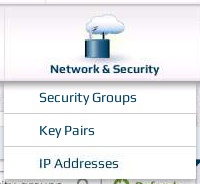 Network & Security
Security Groups
Key Pairs
IP Addresses